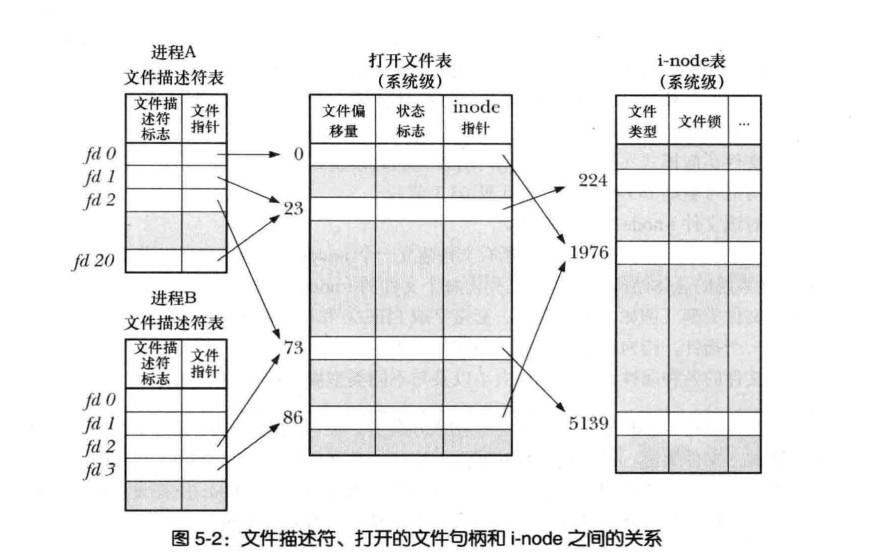 进程A
文件描述符表
文件描
述符
标志
文件
指针
fd 0
fd 1
fd 2
fd 20
进程B
文件描述符表
文件描
述符
标志
文件
指针
fd 0
fd 1
fd 2
fd 3
打开文件表
(系统级)
文件偏
移量
状态
标志
inode
指针
0
23
73
86
i-node表
(系统级)
文件
类型
文件锁
...
224
1976
5139
图 5-2：文件描述符、打开的文件句柄和 i-node 之间的关系